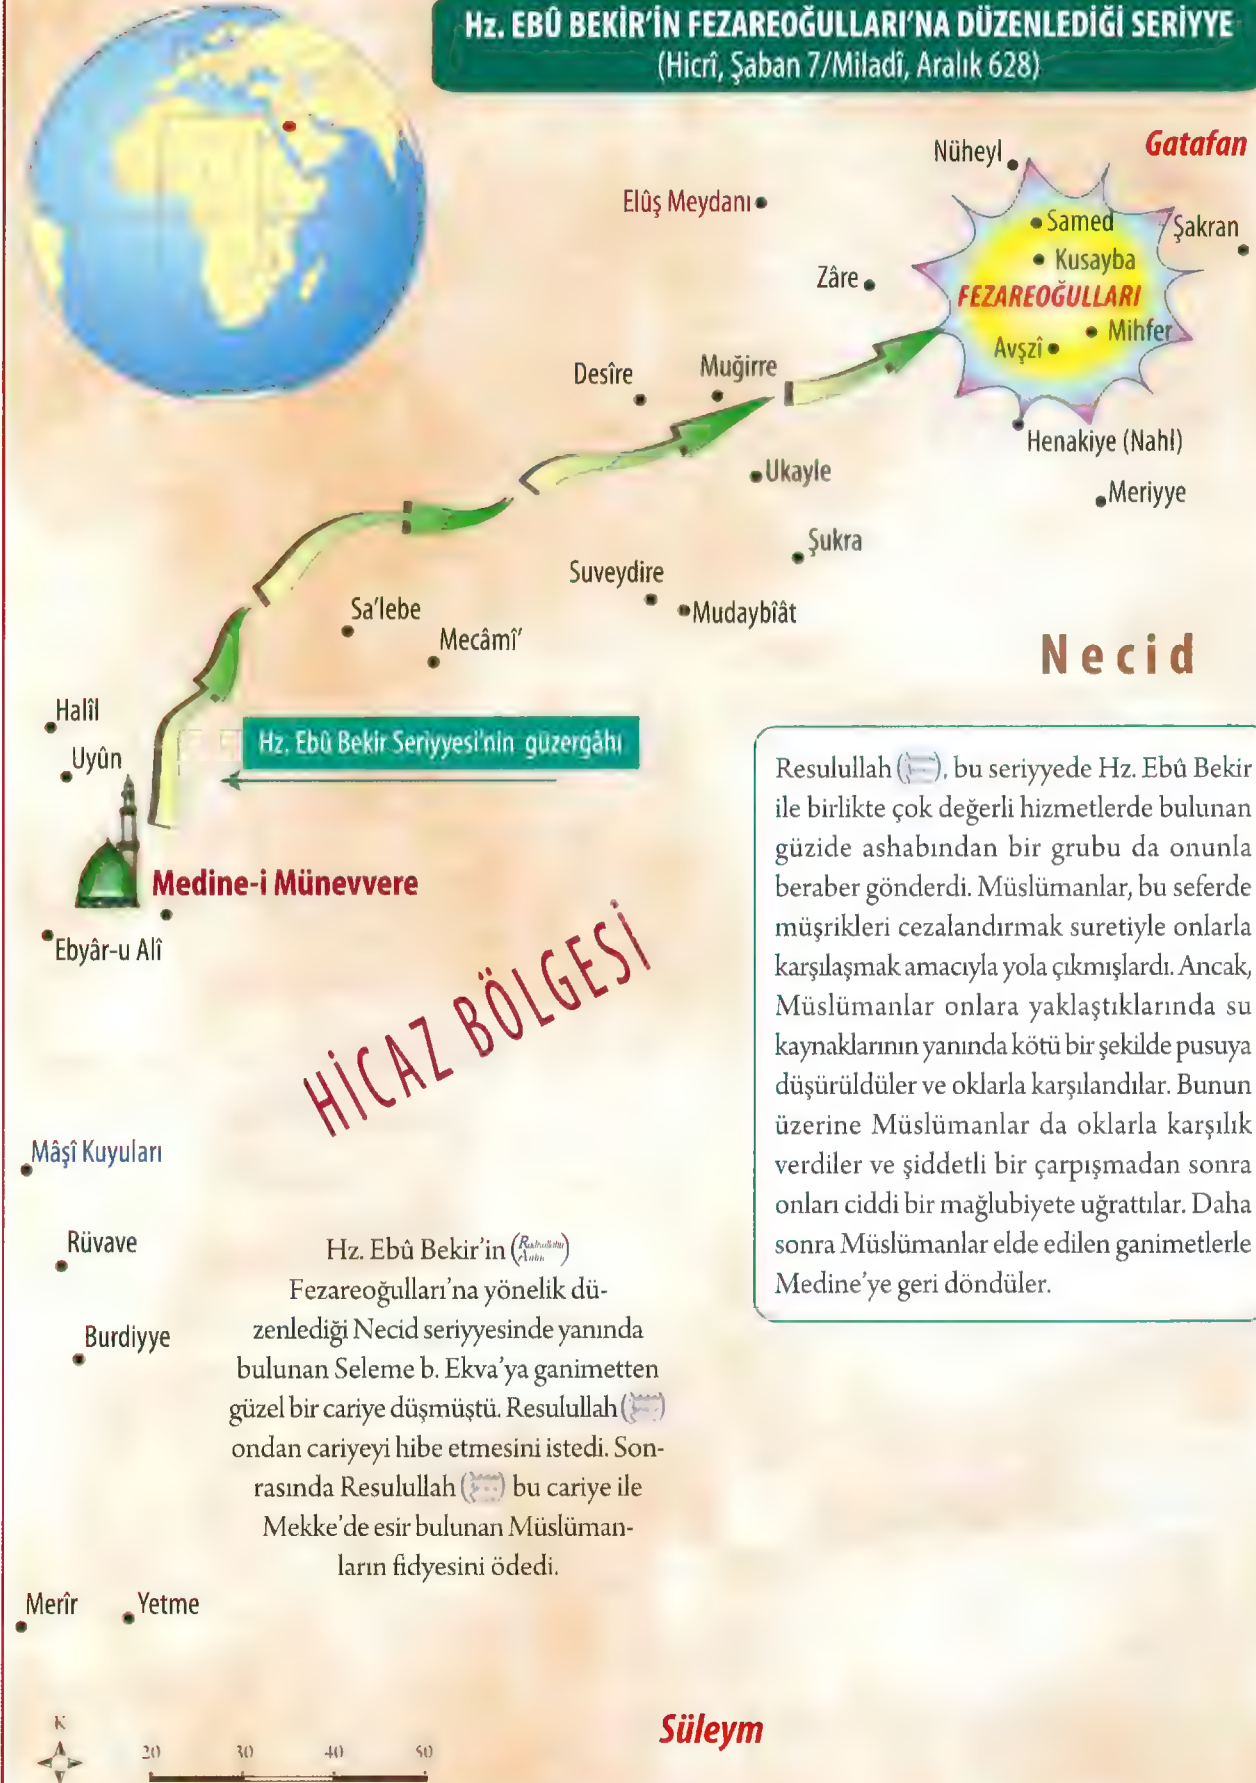 Hz. EBÛ BEKİR'İN FEZAREOĞULLARI'NA DÜZENLEDİĞİ SERİYYE
(Hicrî, Şaban 7/Miladî, Aralık 628)
Gatafan
Nüheyl
Elûş Meydanı
Samed
Şakran
Kusayba
Zâre
FEZAREOĞULLARI
Mihfer
Avşzî
Desîre
Muğirre
Henakiye (Nahl)
Ukayle
Meriyye
Şukra
Suveydire
Sa'lebe
Mudaybîât
Mecâmî'
Necid
Halîl
Uyûn
Hz. Ebû Bekir Seriyyesi'nin güzergâhı
Medine-i Münevvere
Ebyâr-u Alî
HİCAZ BÖLGESİ
Resulullah ( ), bu seriyyede Hz. Ebû Bekir
ile birlikte çok değerli hizmetlerde bulunan
güzide ashabından bir grubu da onunla
beraber gönderdi. Müslümanlar, bu seferde
müşrikleri cezalandırmak suretiyle onlarla
karşılaşmak amacıyla yola çıkmışlardı. Ancak,
Müslümanlar onlara yaklaştıklarında su
kaynaklarının yanında kötü bir şekilde pusuya
düşürüldüler ve oklarla karşılandılar. Bunun
üzerine Müslümanlar da oklarla karşılık
verdiler ve şiddetli bir çarpışmadan sonra
onları ciddi bir mağlubiyete uğrattılar. Daha
sonra Müslümanlar elde edilen ganimetlerle
Medine'ye geri döndüler.
Mâşî Kuyuları
Rüvave
Burdiyye
Hz. Ebû Bekir'in ( )
Fezareoğulları'na yönelik dü-
zenlediği Necid seriyyesinde yanında
bulunan Seleme b. Ekva'ya ganimetten
güzel bir cariye düşmüştü. Resulullah ( )
ondan cariyeyi hibe etmesini istedi. Son-
rasında Resulullah ( ) bu cariye ile
Mekke'de esir bulunan Müslüman-
ların fidyesini ödedi.
Merîr
Yetme
Süleym
K
20 30 40 50